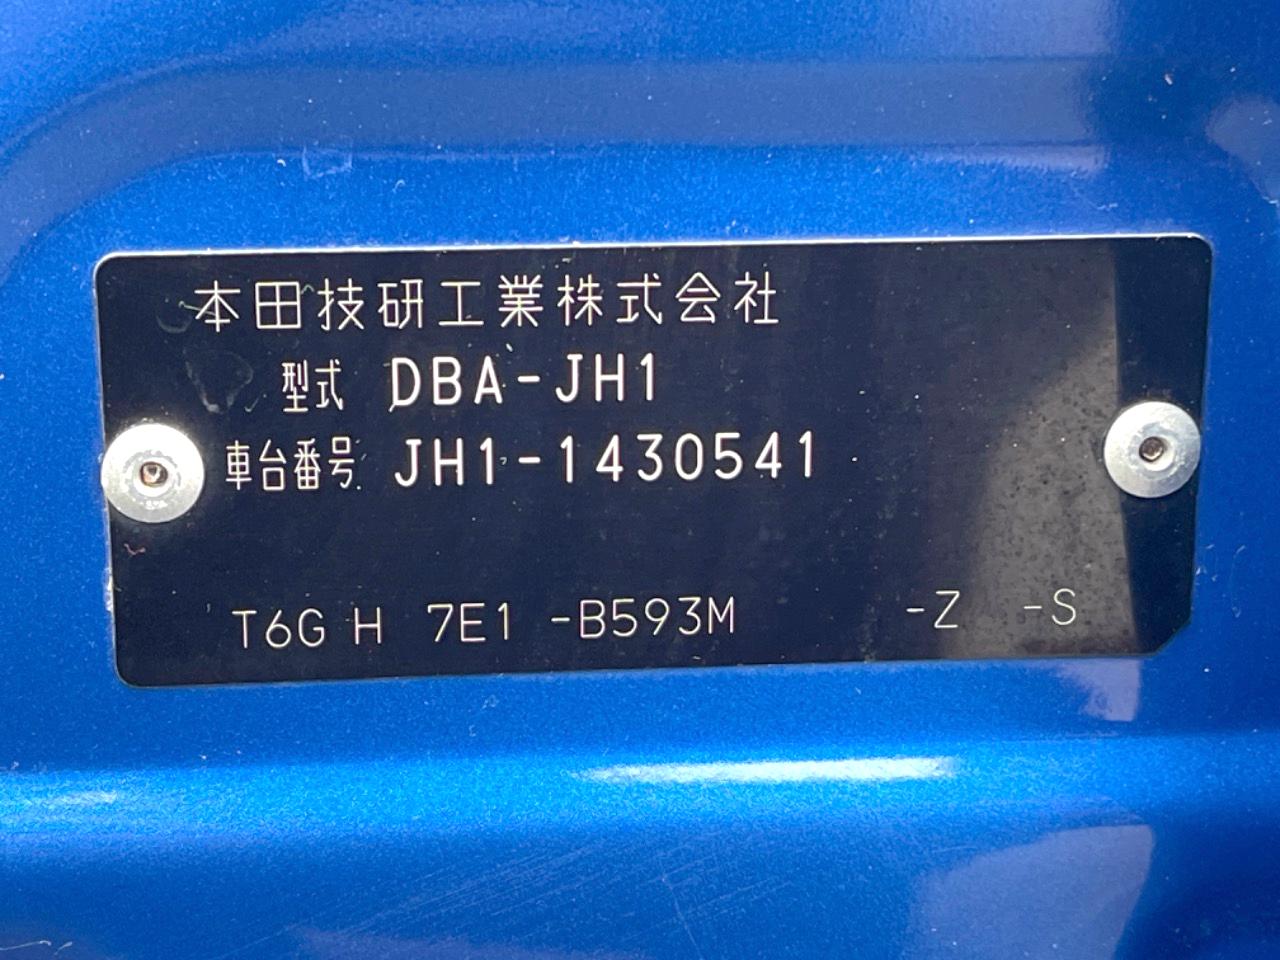 本田技研工業株式会社
型式 DBA-JH1
車台番号 JH1-1430541
T6G H 7E1 -B593M -Z -S